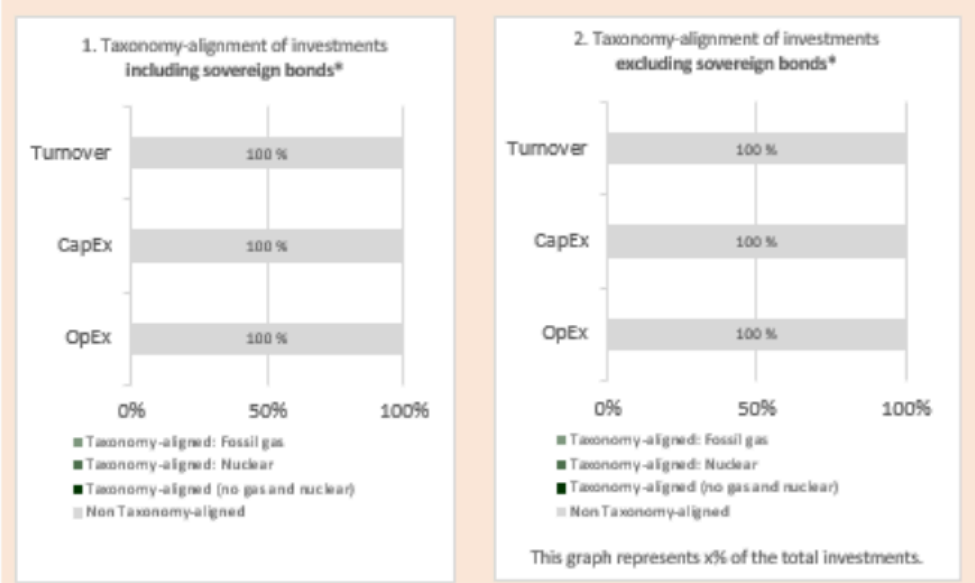 1. Taxonomy-alignment of investments
including sovereign bonds*
Turnover
100 %
CapEx
100 %
OpEx
100 %
0%
50%
100%
Taxonomy-aligned: Fossil gas
Taxonomy-aligned: Nuclear
Taxonomy-aligned (no gas and nuclear)
Non Taxonomy-aligned
2. Taxonomy-alignment of investments
excluding sovereign bonds*
Turnover
100 %
CapEx
100 %
OpEx
100 %
0%
50%
100%
Taxonomy-aligned: Fossil gas
Taxonomy-aligned: Nuclear
Taxonomy-aligned (no gas and nuclear)
Non Taxonomy-aligned
This graph represents x% of the total investments.